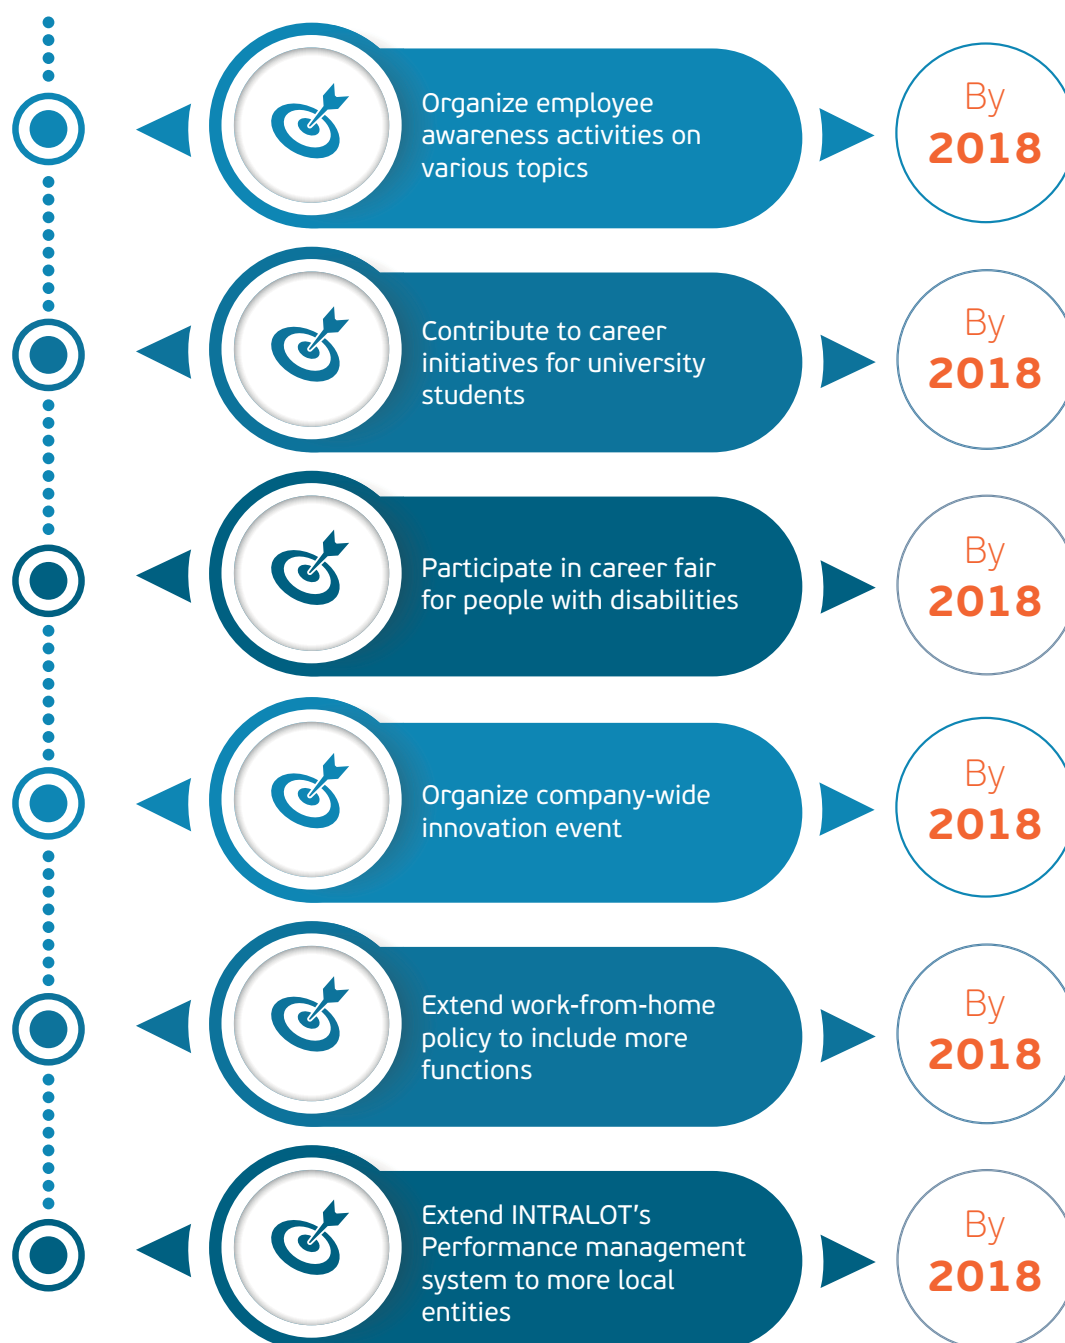 Organize employee
awareness activities on
various topics
By
2018
Contribute to career
initiatives for university
students
By
2018
Participate in career fair
for people with disabilities
By
2018
Organize company-wide
innovation event
By
2018
Extend work-from-home
policy to include more
functions
By
2018
Extend INTRALOT's
Performance management
system to more local
entities
By
2018